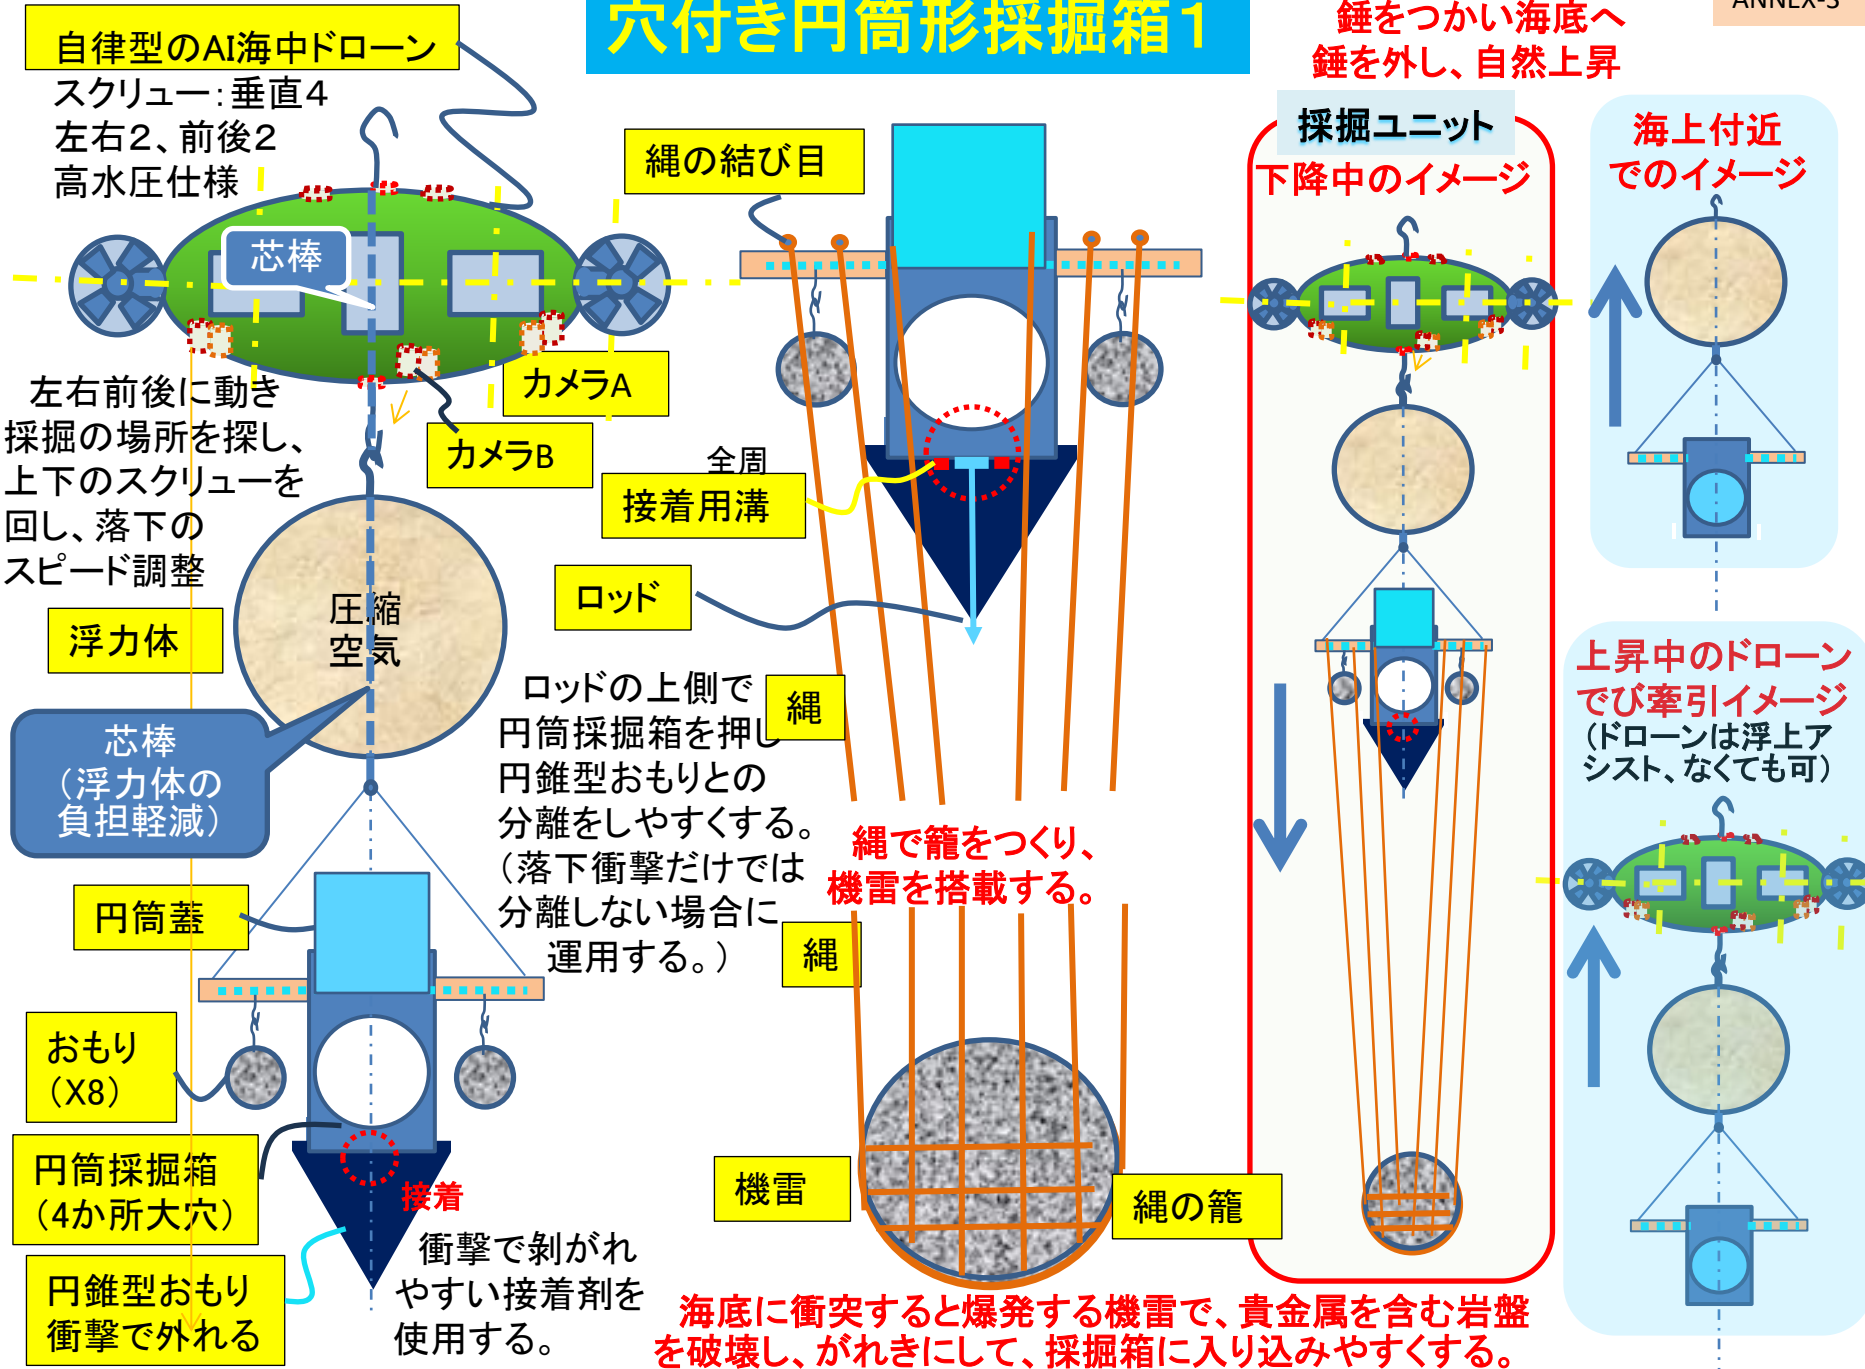 穴付き円筒形採掘箱1
錘をつかい海底へ
錘を外し、自然上昇
ANNEX-3
自律型のAI海中ドローン
スクリュー:垂直4
左右2、前後2
高水圧仕様
芯棒
カメラA
カメラB
左右前後に動き
採掘の場所を探し、
上下のスクリューを
回し、落下の
スピード調整
浮力体
圧縮
空気
芯棒
(浮力体の
負担軽減)
円筒蓋
おもり
(X8)
円筒採掘箱
(4か所大穴)
円錐型おもり
衝撃で外れる
接着
衝撃で剝がれ
やすい接着剤を
使用する。
縄の結び目
全周
接着用溝
ロッド
ロッドの上側で
円筒採掘箱を押し
円錐型おもりとの
分離をしやすくする。
(落下衝撃だけでは
分離しない場合に
運用する。)
縄
縄で籠をつくり、
機雷を搭載する。
縄
機雷
縄の籠
海底に衝突すると爆発する機雷で、貴金属を含む岩盤
を破壊し、がれきにして、採掘箱に入り込みやすくする。
採掘ユニット
下降中のイメージ
海上付近
でのイメージ
上昇中のドローン
でび牽引イメージ
(ドローンは浮上ア
シスト、なくても可)